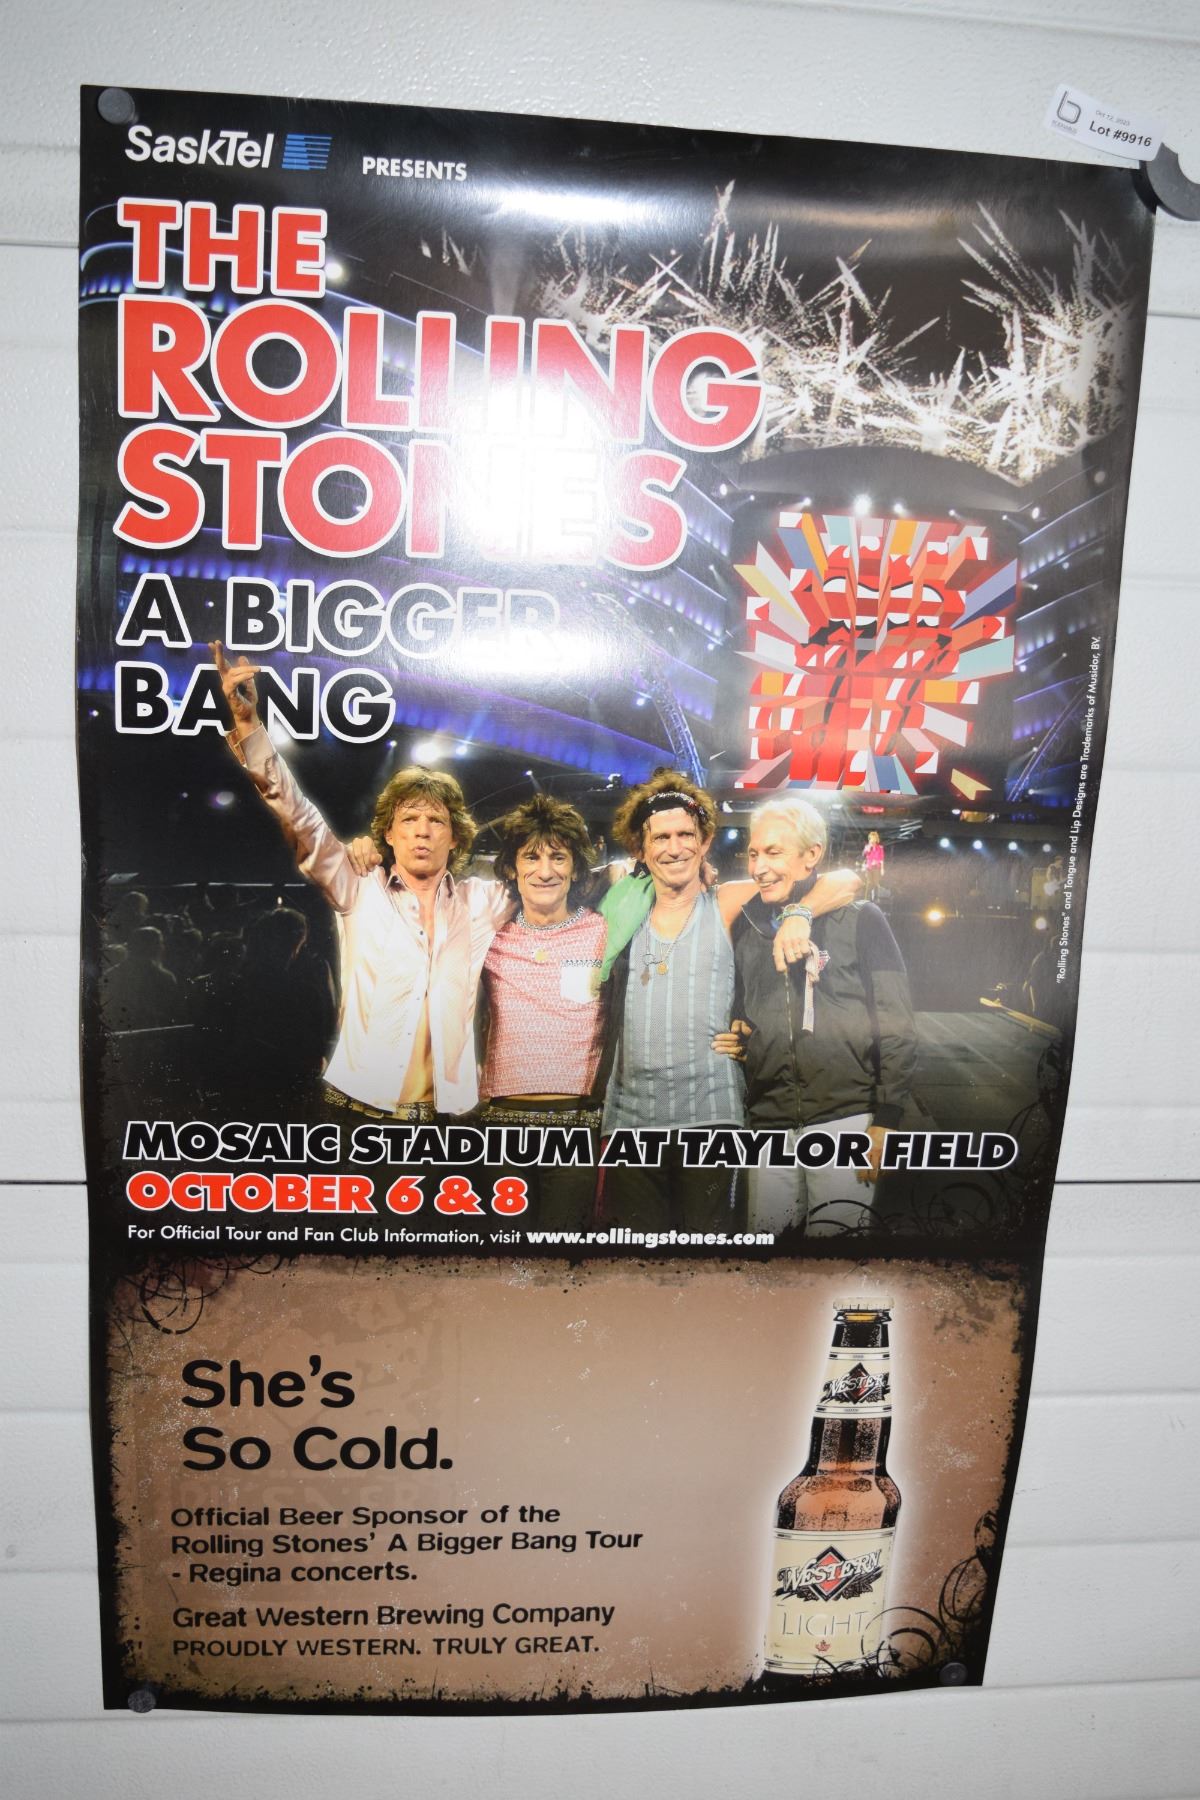 SaskTel
PRESENTS
Oct 12, 2023
Lot #9916
THE
ROLLING
STONES
A BIGGER
BANG
"Rolling Stones" and Tongue and Lip Designs are Trademarks of Musidor, BV.
MOSAIC STADIUM AT TAYLOR FIELD
OCTOBER 6 & 8
For Official Tour and Fan Club Information, visit www.rollingstones.com
She's
So Cold.
Official Beer Sponsor of the
Rolling Stones' A Bigger Bang Tour
- Regina concerts.
Great Western Brewing Company
PROUDLY WESTERN. TRULY GREAT.
WESTERN
WESTERN
LIGHT